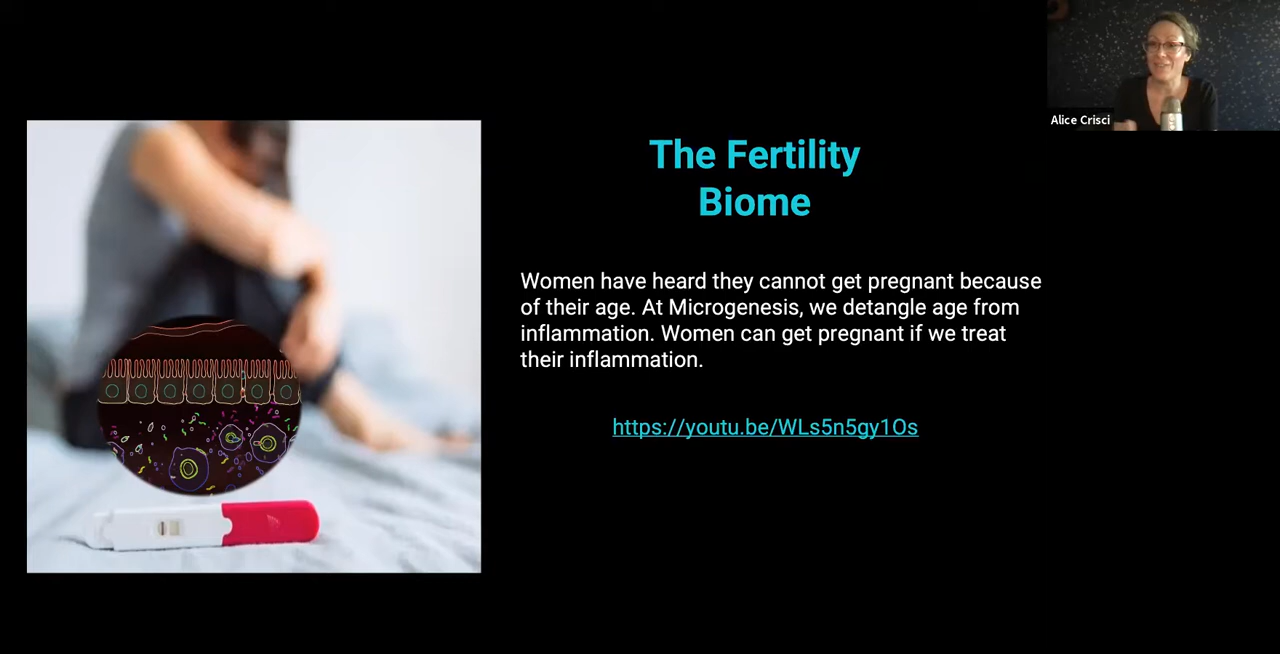 The Fertility
Biome
Women have heard they cannot get pregnant because
of their age. At Microgenesis, we detangle age from
inflammation. Women can get pregnant if we treat
their inflammation.
https://youtu.be/WLs5n5gy1Os
Alice Crisci